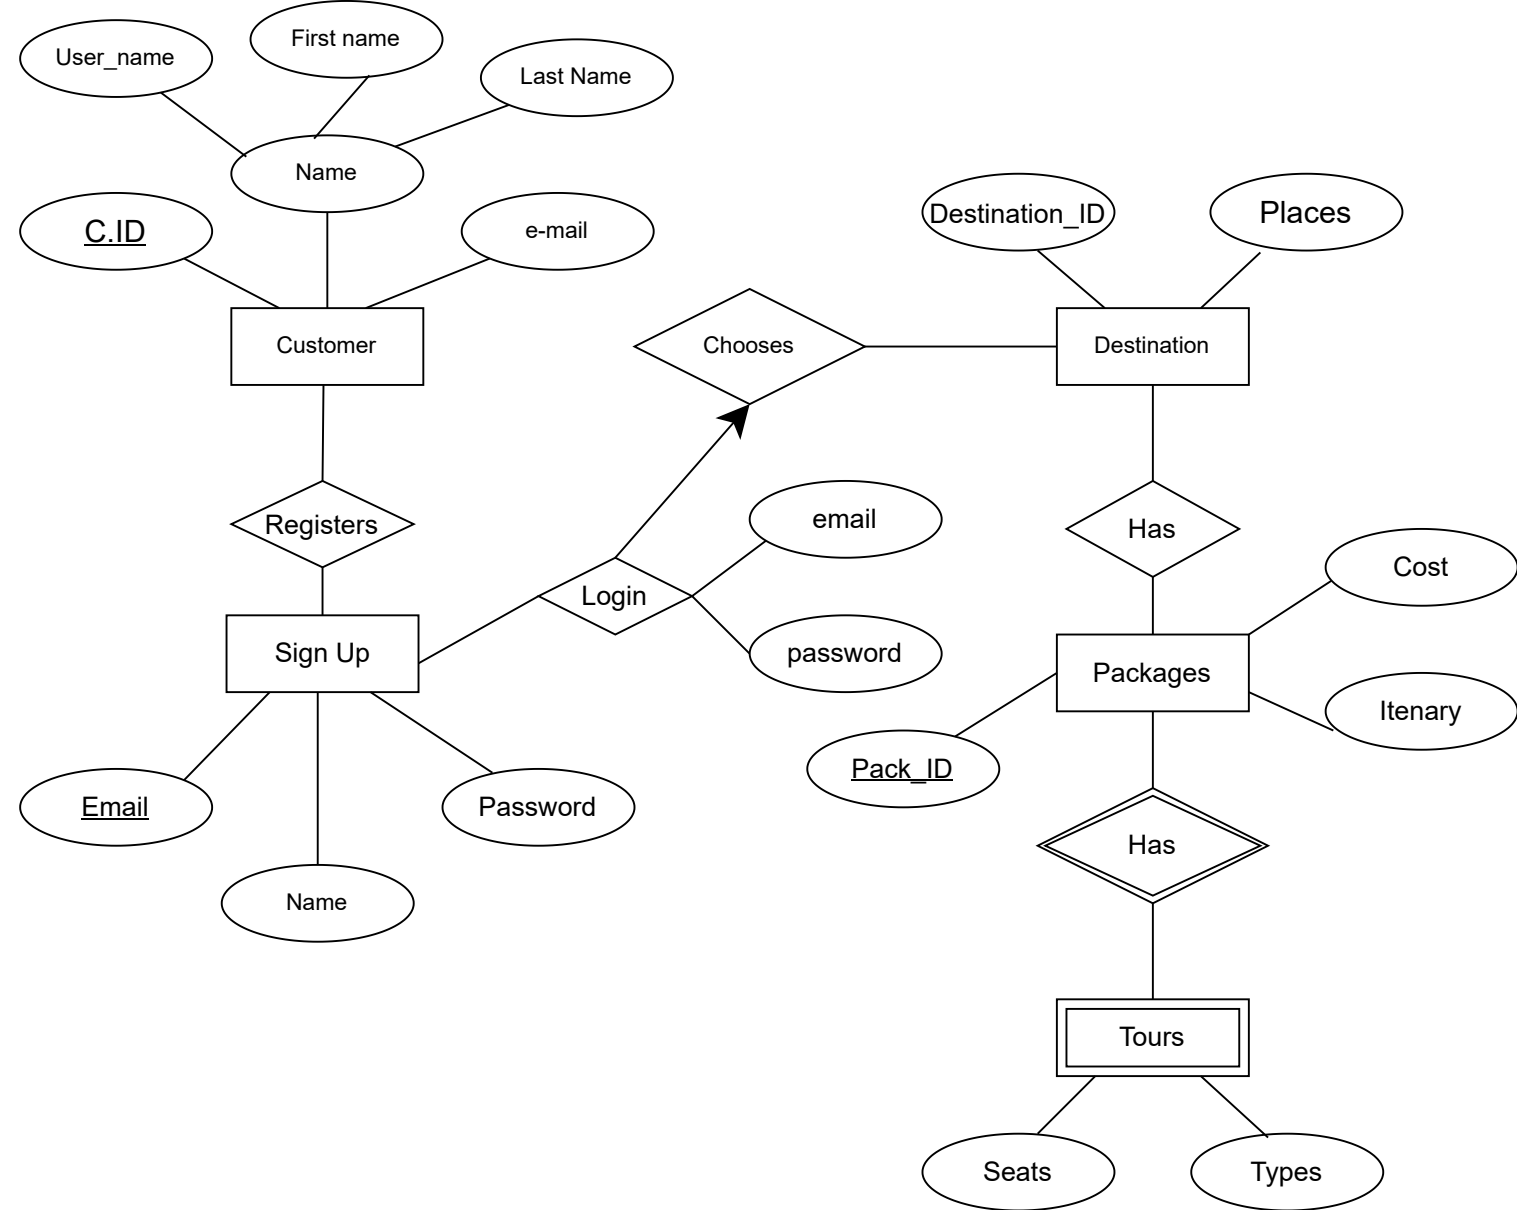 First name
User_name
Last Name
Name
C.ID
e-mail
Destination_ID
Places
Customer
Chooses
Destination
email
Registers
Has
Cost
Login
Sign Up
password
Packages
Itenary
Pack_ID
Email
Password
Has
Name
Tours
Seats
Types